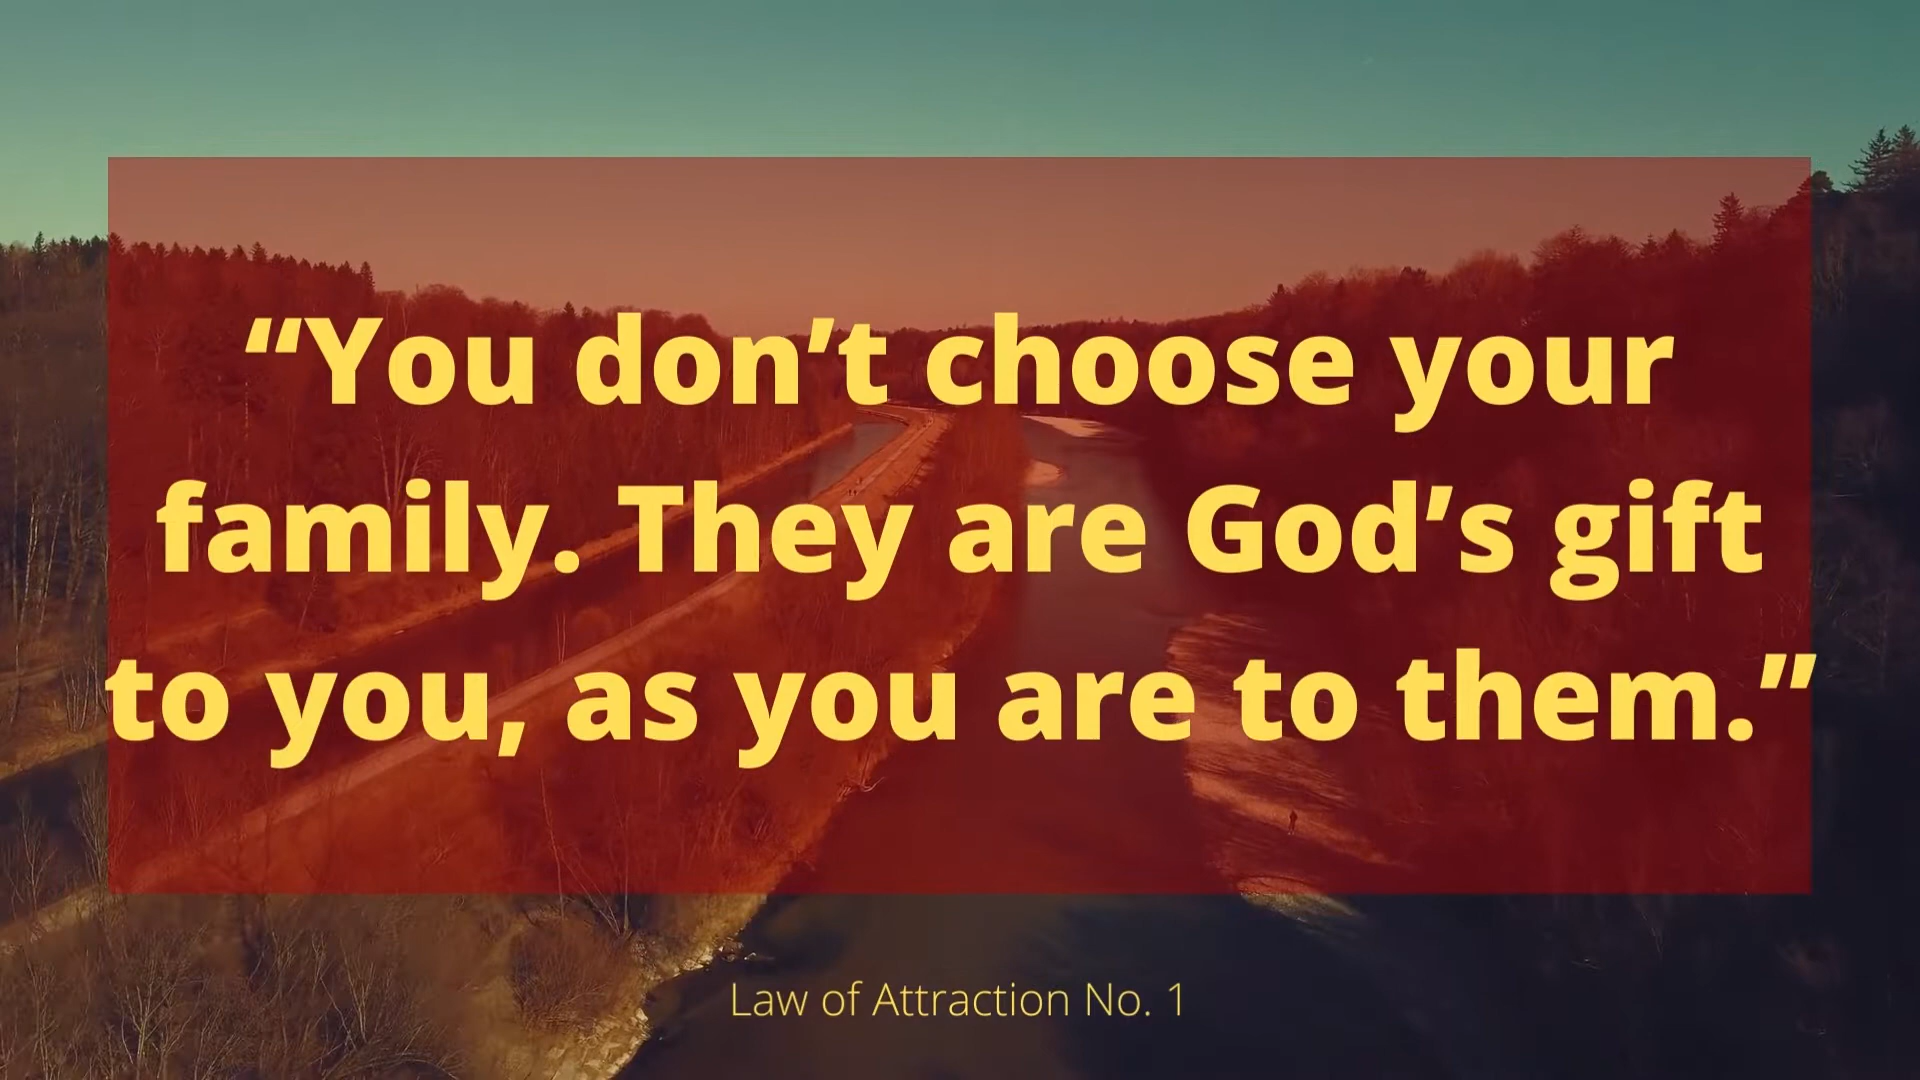 “You don’t choose your
family. They are God’s gift
to you, as you are to them.”
Law of Attraction No. 1